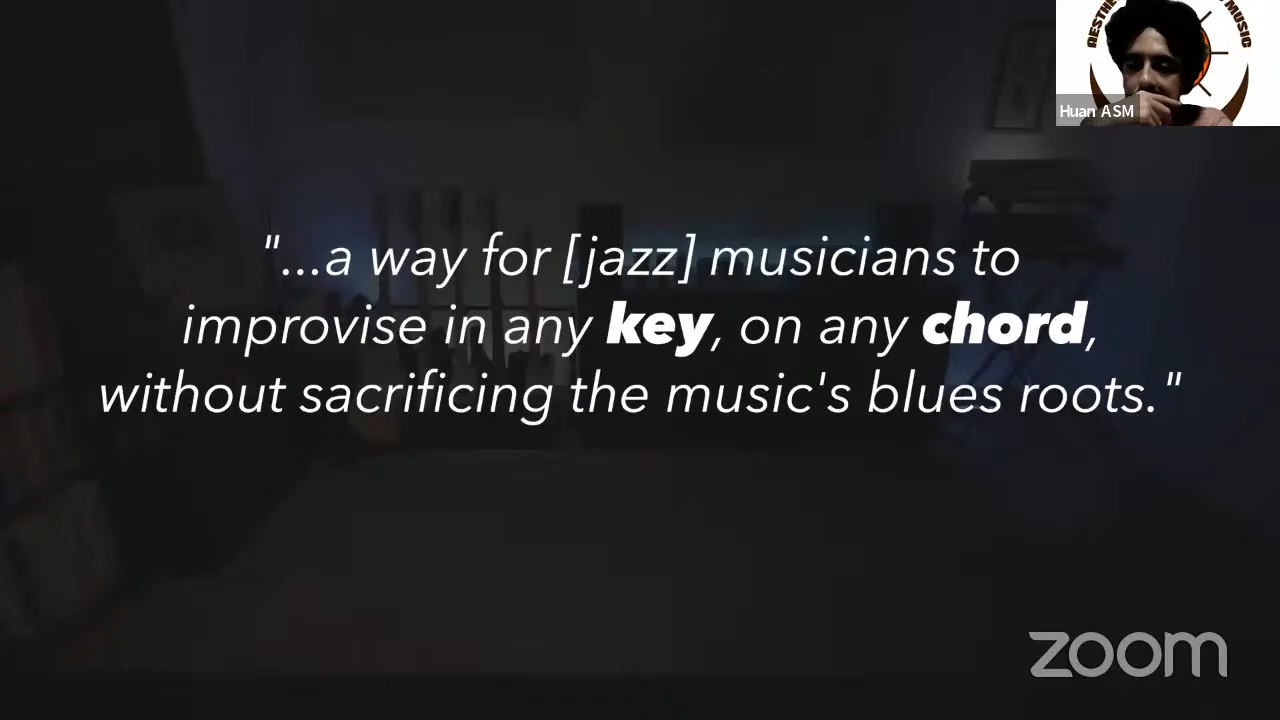 MUSIC
Huan ASM
"...a way for [jazz] musicians to
improvise in any key, on any chord,
without sacrificing the music's blues roots."
zoom